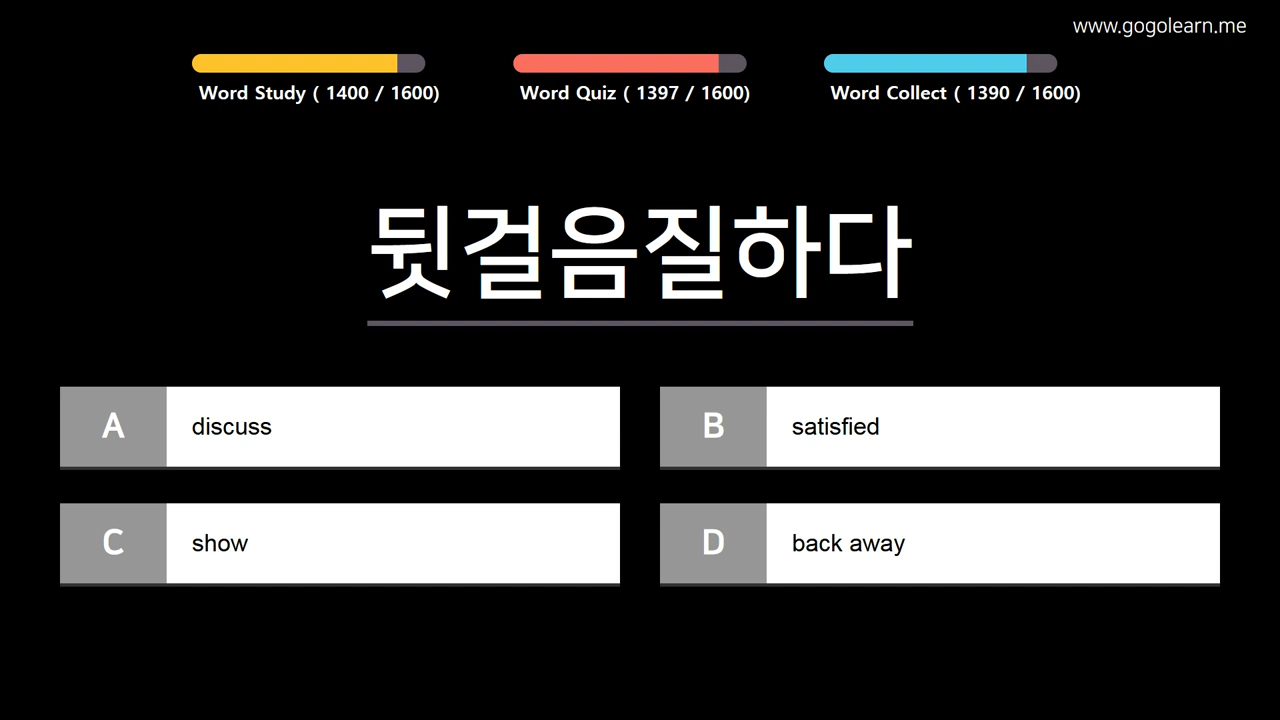 www.gogolearn.me
Word Study ( 1400 / 1600)
Word Quiz ( 1397 / 1600)
Word Collect ( 1390 / 1600)
뒷걸음질하다
A discuss
B satisfied
C show
D back away